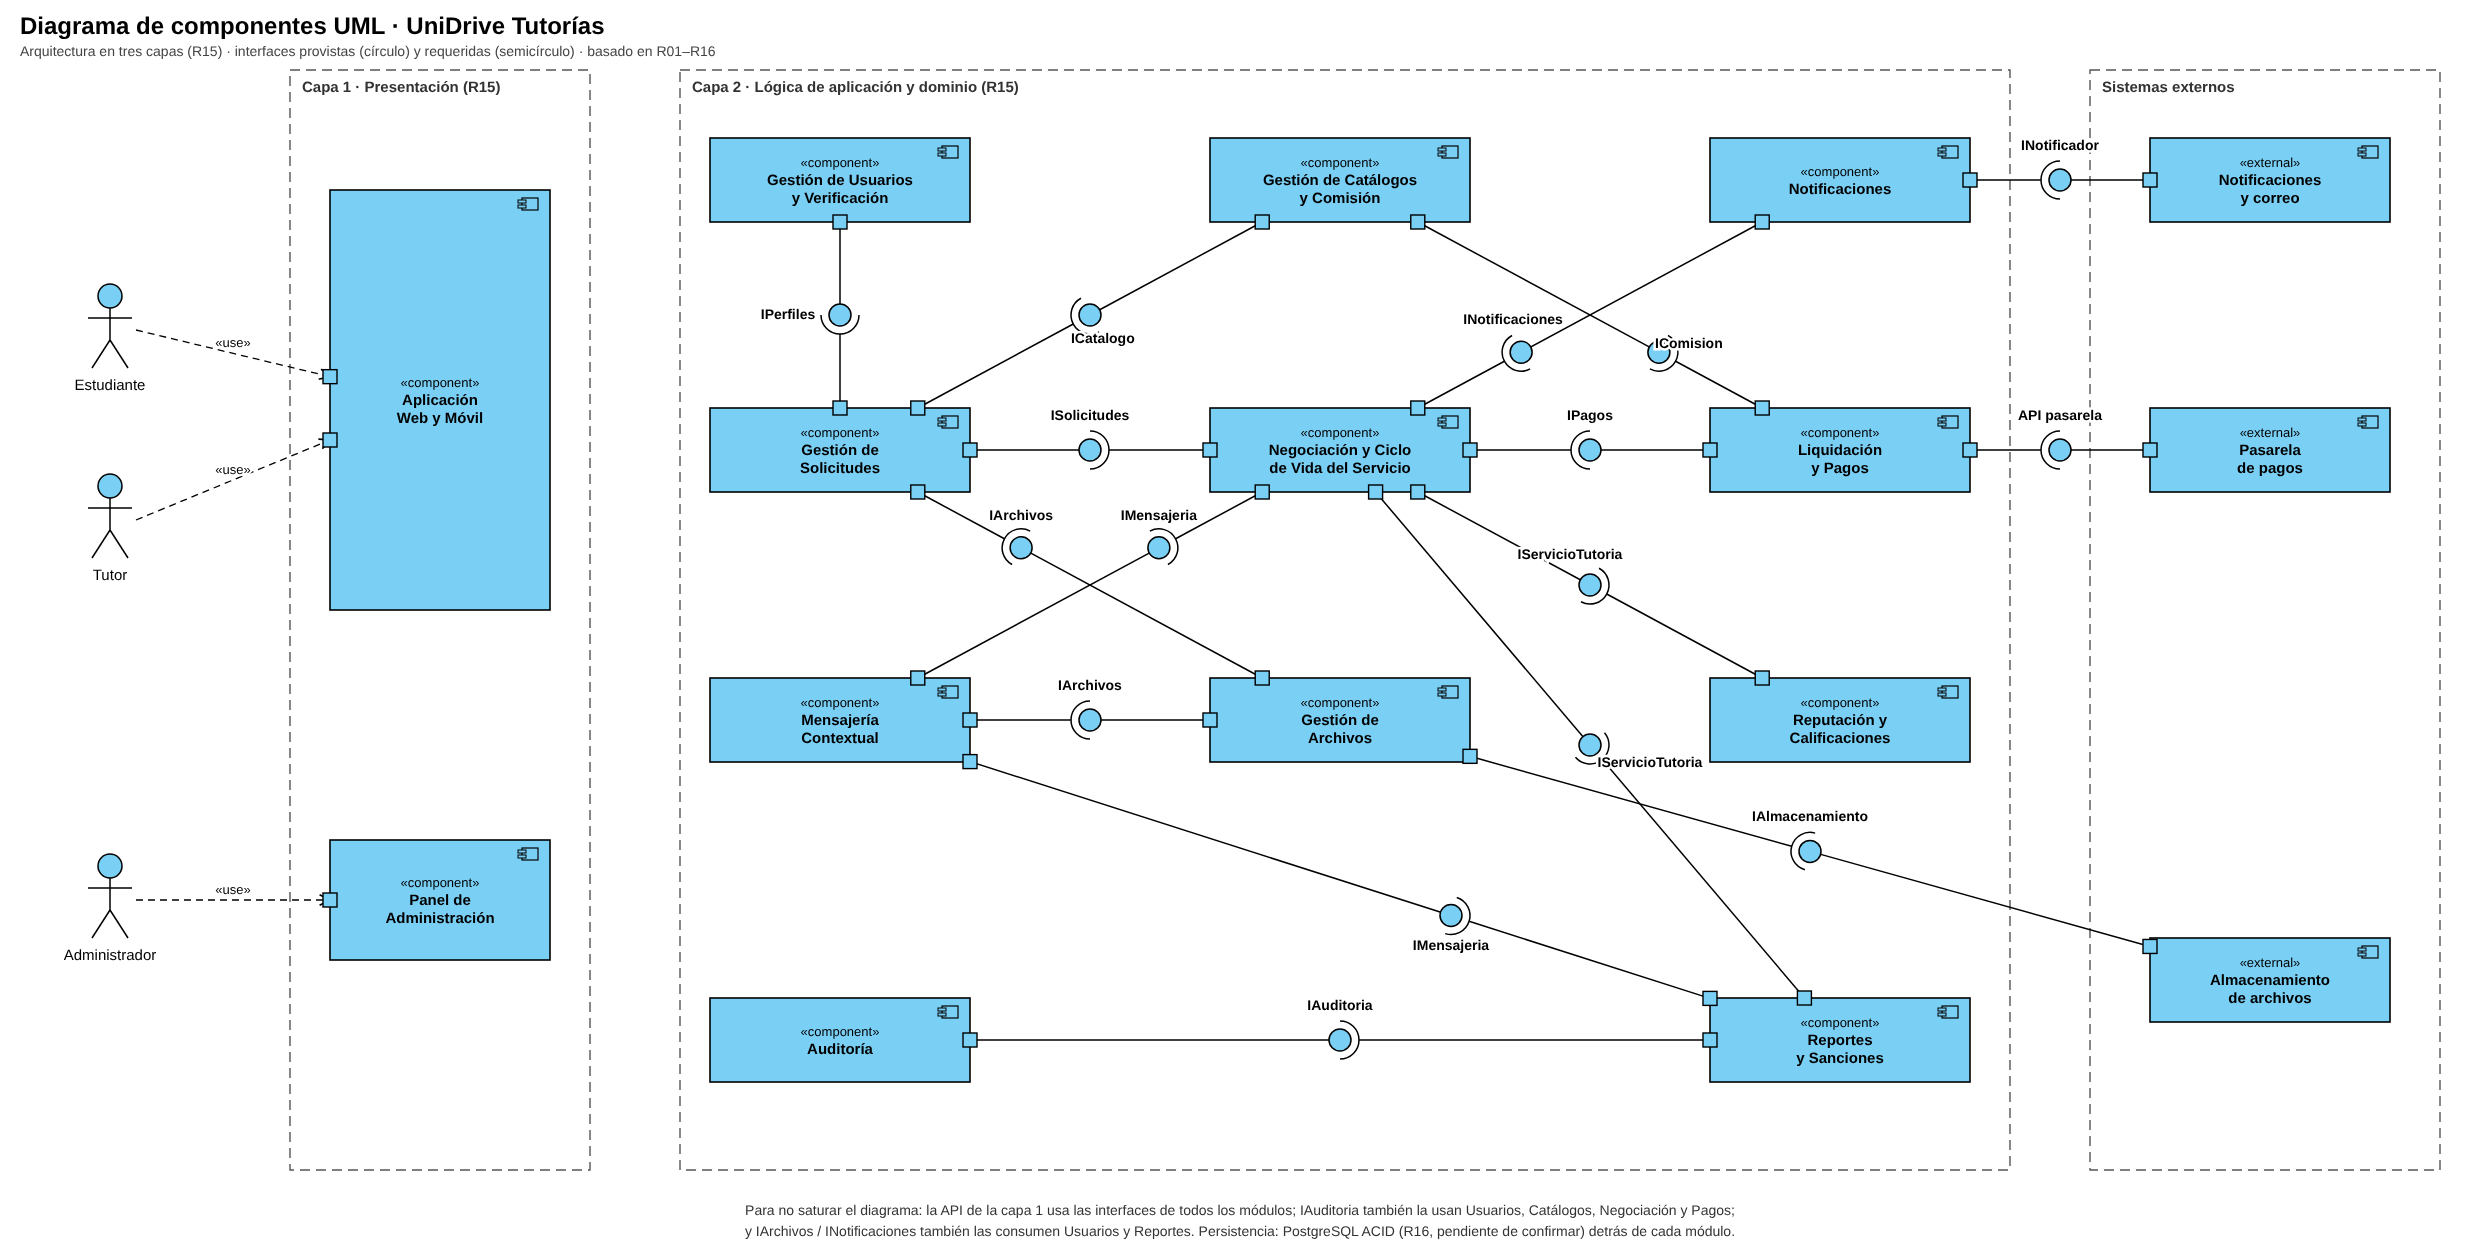 Diagrama de componentes UML · UniDrive Tutorías
Arquitectura en tres capas (R15) · interfaces provistas (círculo) y requeridas (semicírculo) · basado en R01–R16
Capa 1 · Presentación (R15)
Capa 2 · Lógica de aplicación y dominio (R15)
Sistemas externos
«component»
Gestión de Usuarios
y Verificación
«component»
Gestión de Catálogos
y Comisión
«component»
Notificaciones
INotificador
«external»
Notificaciones
y correo
Estudiante
«use»
«component»
Aplicación
Web y Móvil
«use»
Tutor
IPerfiles
ICatalogo
INotificaciones
IComision
«component»
Gestión de
Solicitudes
ISolicitudes
«component»
Negociación y Ciclo
de Vida del Servicio
IPagos
«component»
Liquidación
y Pagos
API pasarela
«external»
Pasarela
de pagos
IArchivos
IMensajeria
IServicioTutoria
«component»
Mensajería
Contextual
IArchivos
«component»
Gestión de
Archivos
«component»
Reputación y
Calificaciones
IServicioTutoria
IAlmacenamiento
Administrador
«use»
«component»
Panel de
Administración
IMensajeria
«external»
Almacenamiento
de archivos
«component»
Auditoría
IAuditoria
«component»
Reportes
y Sanciones
Para no saturar el diagrama: la API de la capa 1 usa las interfaces de todos los módulos; IAuditoria también la usan Usuarios, Catálogos, Negociación y Pagos;
y IArchivos / INotificaciones también las consumen Usuarios y Reportes. Persistencia: PostgreSQL ACID (R16, pendiente de confirmar) detrás de cada módulo.